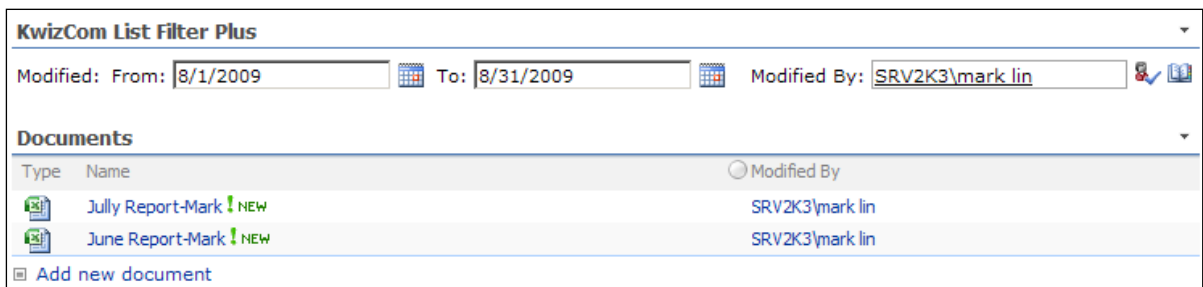 KwizCom List Filter Plus
Modified: From: 8/1/2009 To: 8/31/2009 Modified By: SRV2K3\mark lin
Documents
Type Name Modified By
Jully Report-Mark ! NEW SRV2K3\mark lin
June Report-Mark ! NEW SRV2K3\mark lin
Add new document